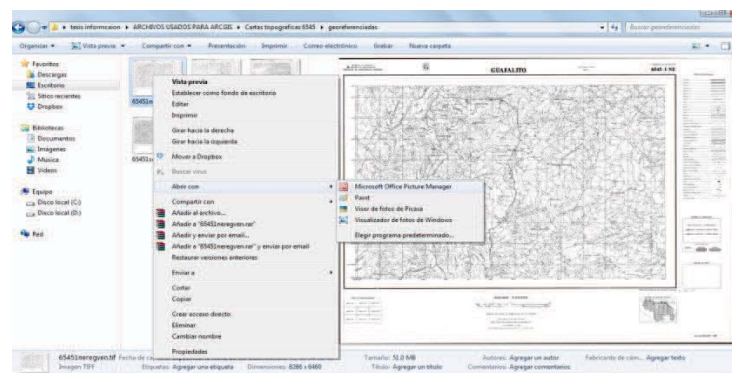 tesis informcaion ▸ ARCHIVOS USADOS PARA ARCGIS ▸ Cartas topograficas 6545 ▸ georeferenciadas
Buscar georeferenciadas
Organizar Vista previa Compartir con Presentación Imprimir Correo electrónico Grabar Nueva carpeta
Favoritos
Descargas
Escritorio
Sitios recientes
Dropbox
Bibliotecas
Documentos
Imágenes
Música
Vídeos
Equipo
Disco local (C:)
Disco local (D:)
Red
Vista previa
Establecer como fondo de escritorio
Editar
Imprimir
Girar hacia la derecha
Girar hacia la izquierda
Mover a Dropbox
Buscar virus
Abrir con
Compartir con
Añadir al archivo...
Añadir a "65451neregven.rar"
Añadir y enviar por email...
Añadir a "65451neregven.rar" y enviar por email
Restaurar versiones anteriores
Enviar a
Cortar
Copiar
Crear acceso directo
Eliminar
Cambiar nombre
Propiedades
Microsoft Office Picture Manager
Paint
Visor de fotos de Picasa
Visualizador de fotos de Windows
Elegir programa predeterminado...
GUAFALITO
6545-I-NE
65451neregven.tif
Imagen TIFF
Etiquetas: Agregar una etiqueta
Dimensiones: 8286 x 6460
Tamaño: 51.0 MB
Título: Agregar un título
Autores: Agregar un autor
Comentarios: Agregar comentarios
Fabricante de cám... Agregar texto